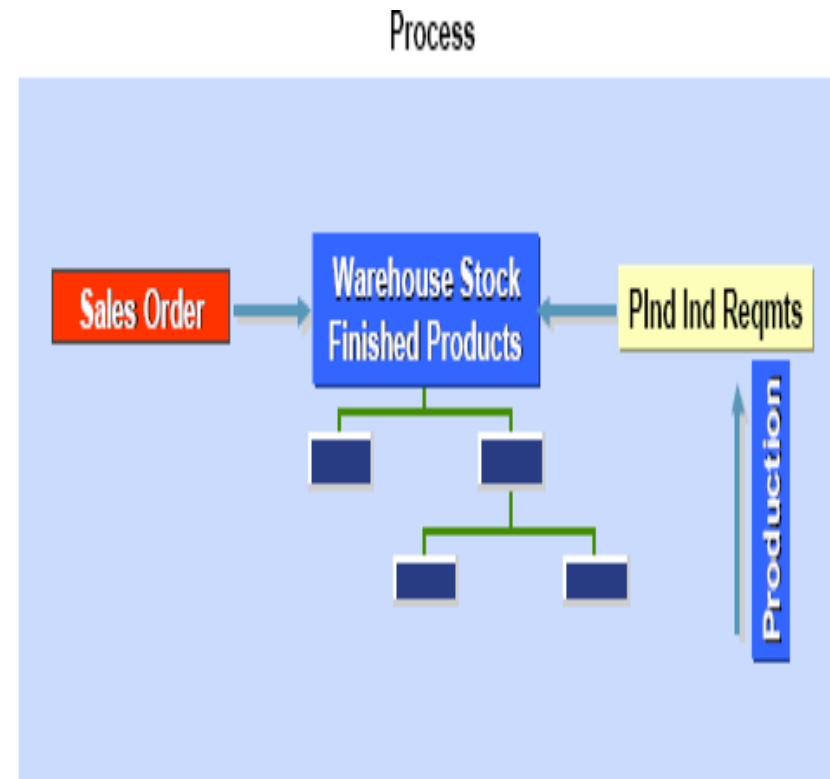 Process
Sales Order
Warehouse Stock
Finished Products
Plnd Ind Reqmts
Production